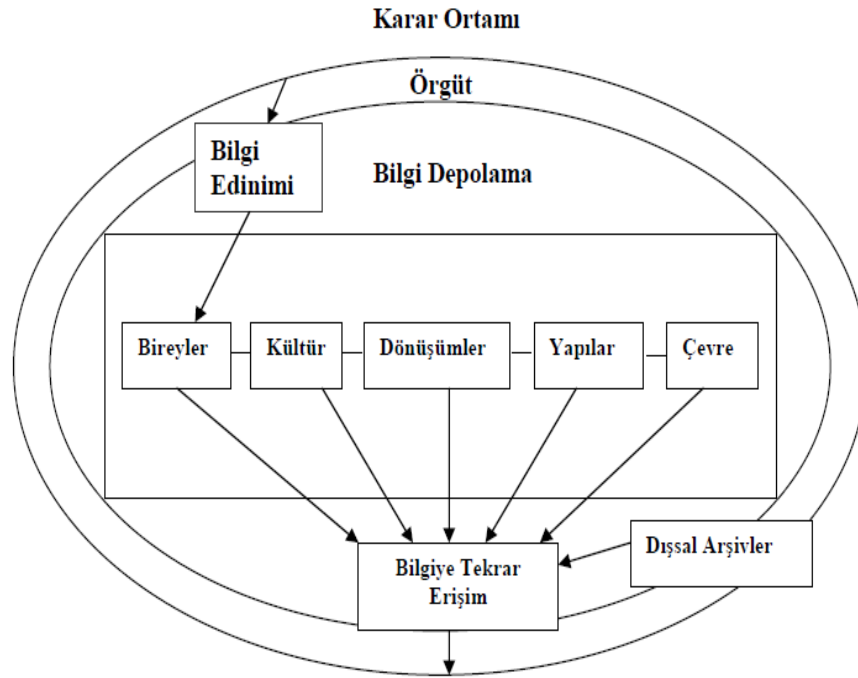 Karar Ortamı
Örgüt
Bilgi
Edinimi
Bilgi Depolama
Bireyler
Kültür
Dönüşümler
Yapılar
Çevre
Dışsal Arşivler
Bilgiye Tekrar
Erişim